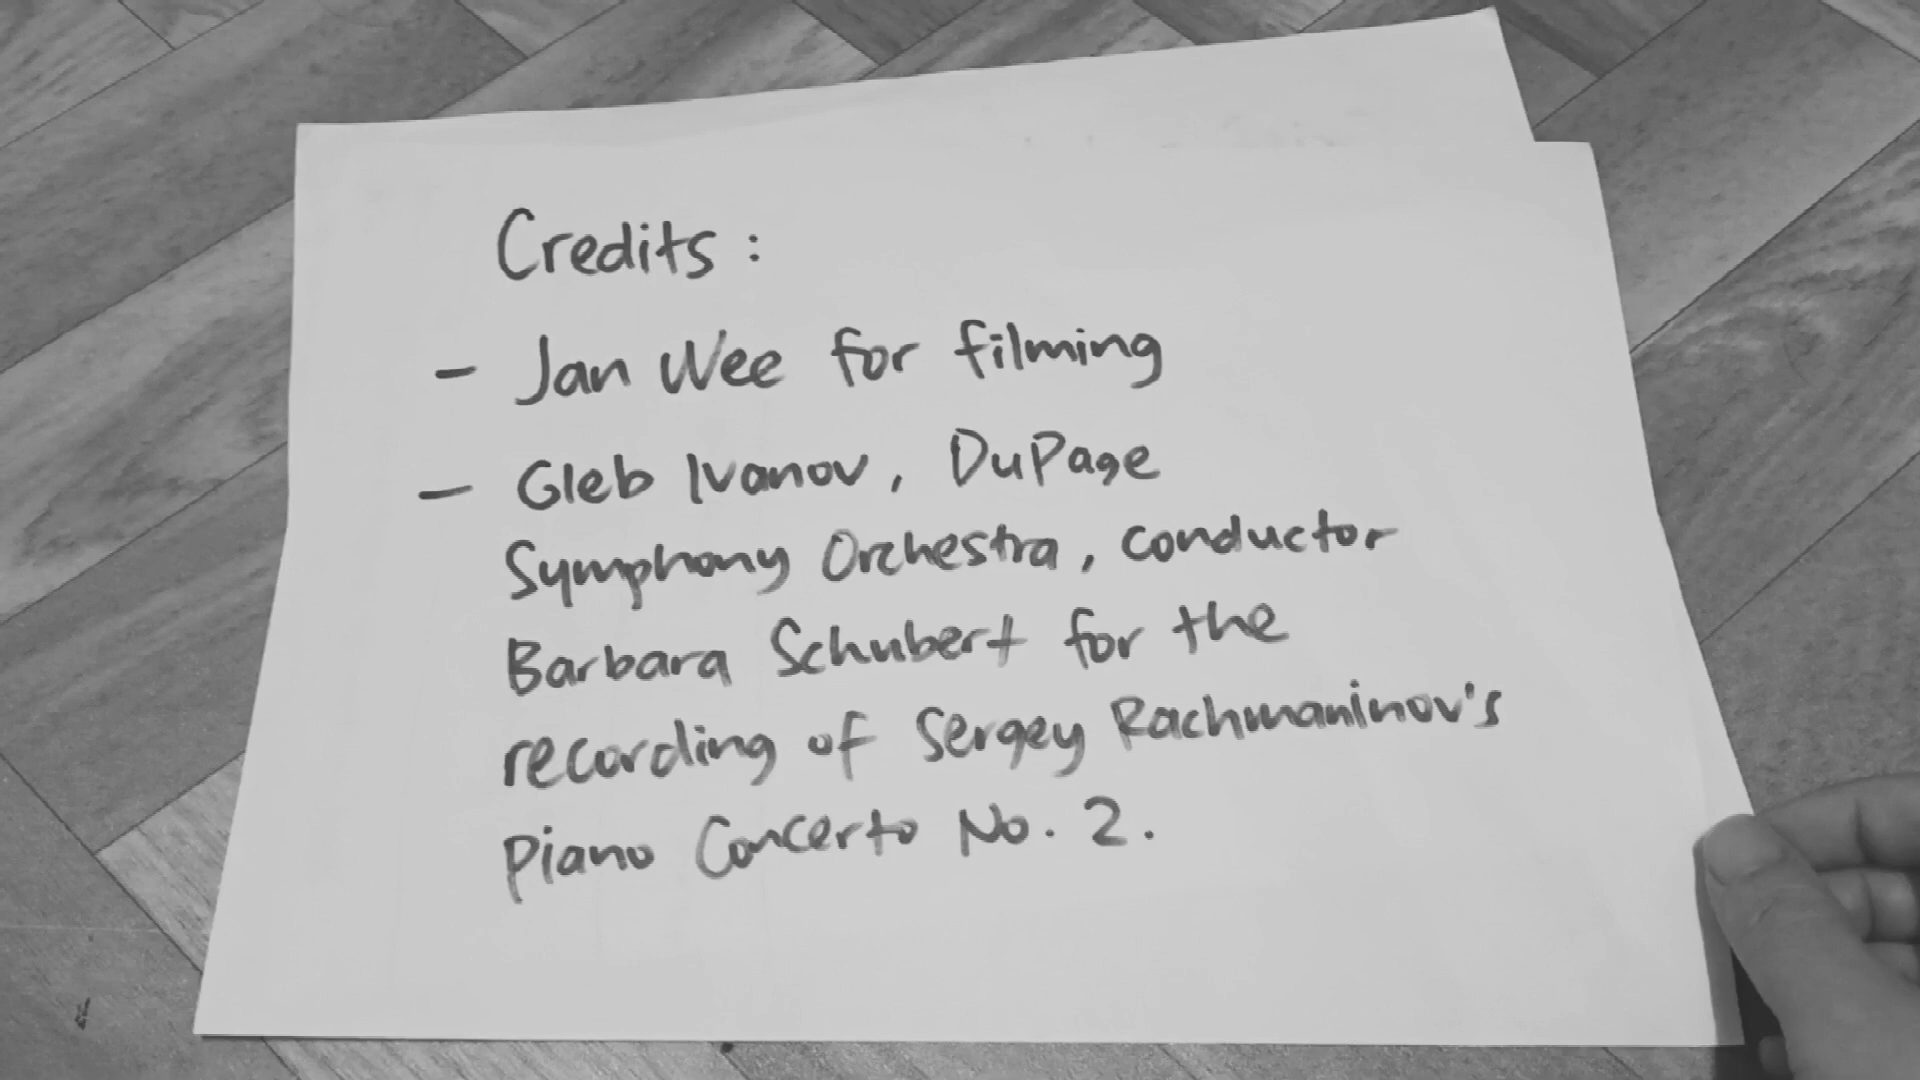 Credits:
- Jan Wee for filming
- Gleb Ivanov, DuPage
Symphony Orchestra, conductor
Barbara Schubert for the
recording of Sergey Rachmaninov's
Piano Concerto No. 2.